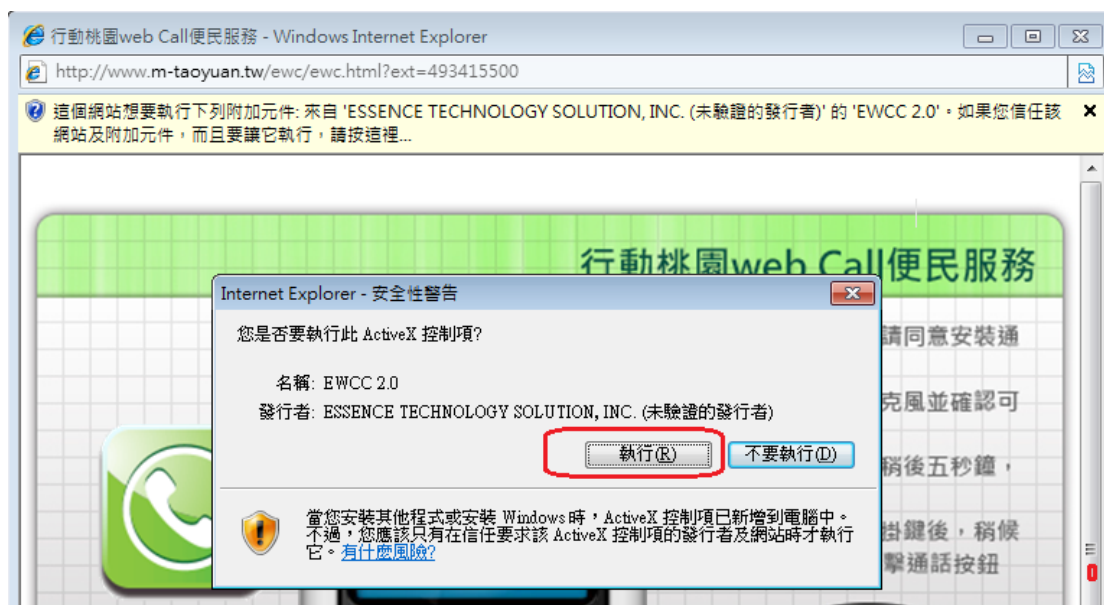 行動桃園web Call便民服務 - Windows Internet Explorer
http://www.m-taoyuan.tw/ewc/ewc.html?ext=493415500
這個網站想要執行下列附加元件: 來自 'ESSENCE TECHNOLOGY SOLUTION, INC. (未驗證的發行者)' 的 'EWCC 2.0'。如果您信任該
網站及附加元件，而且要讓它執行，請按這裡...
行動桃園web Call便民服務
Internet Explorer - 安全性警告
您是否要執行此 ActiveX 控制項?
請同意安裝通
名稱: EWCC 2.0
發行者: ESSENCE TECHNOLOGY SOLUTION, INC. (未驗證的發行者)
克風並確認可
執行(R) 不要執行(D)
稍後五秒鐘，
當您安裝其他程式或安裝 Windows 時，ActiveX 控制項已新增到電腦中。
不過，您應該只有在信任要求該 ActiveX 控制項的發行者及網站時才執行
它。有什麼風險?
掛鍵後，稍候
擊通話按鈕